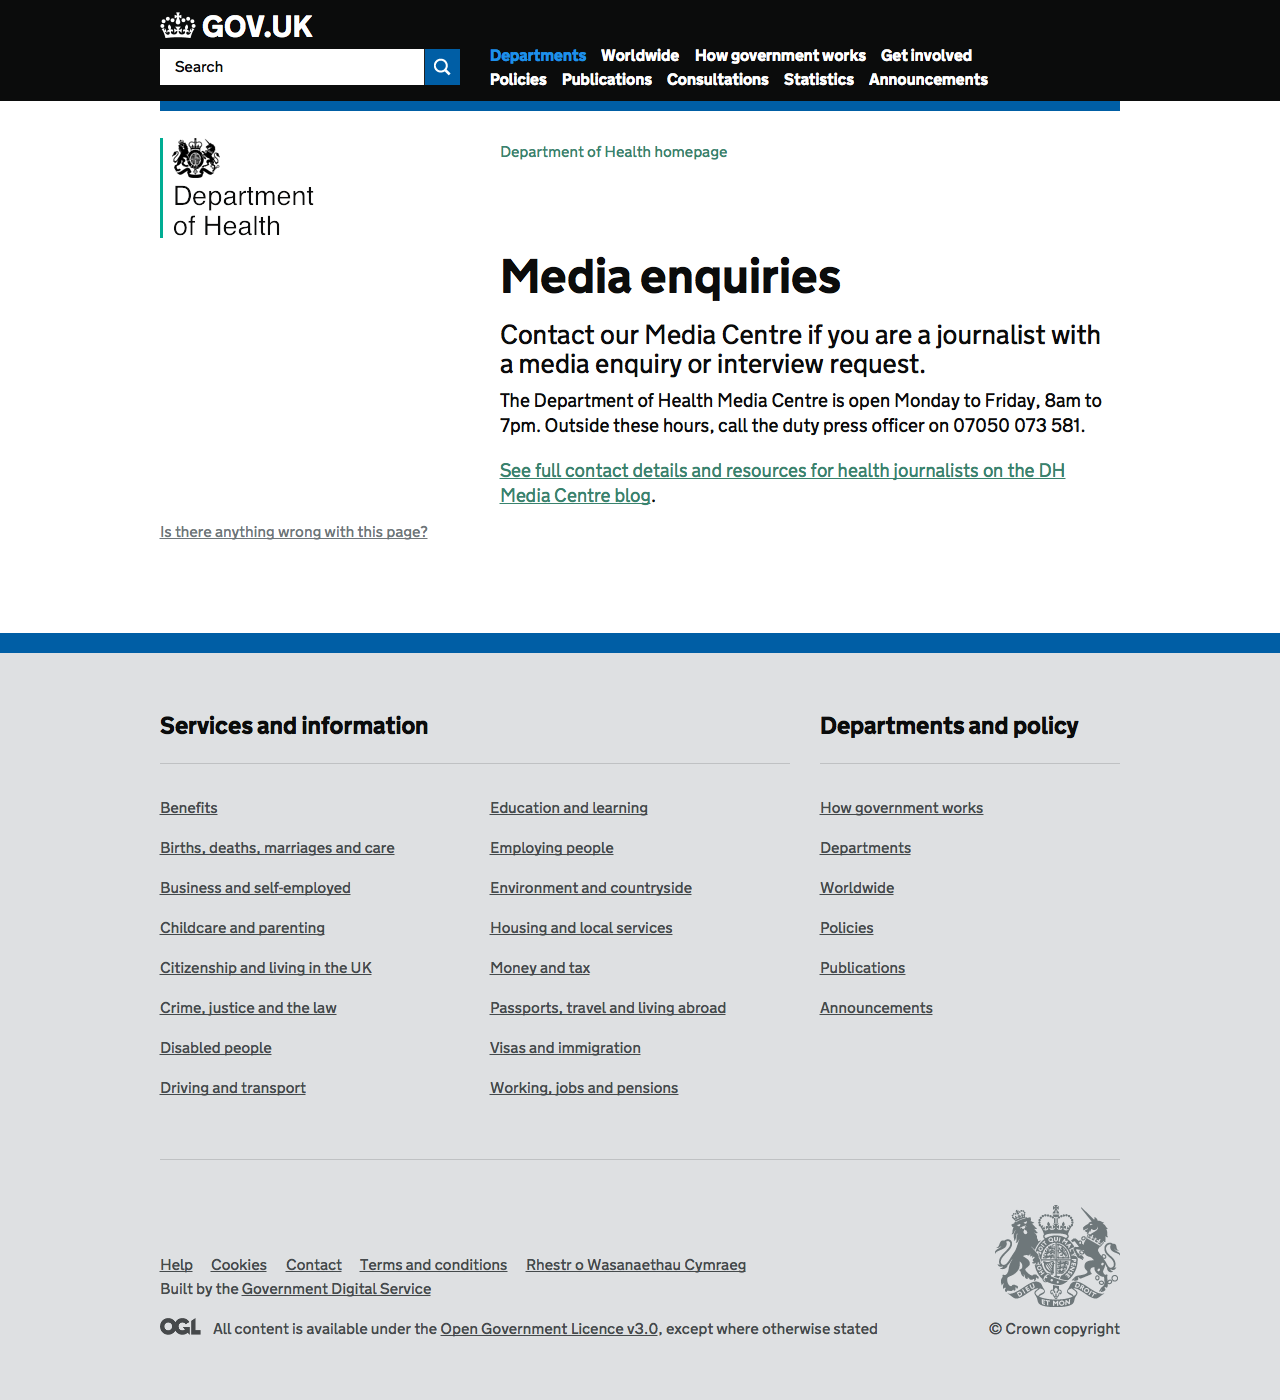 GOV.UK
Search
Departments Worldwide How government works Get involved
Policies Publications Consultations Statistics Announcements
Department of Health
Department of Health homepage
Media enquiries
Contact our Media Centre if you are a journalist with
a media enquiry or interview request.
The Department of Health Media Centre is open Monday to Friday, 8am to
7pm. Outside these hours, call the duty press officer on 07050 073 581.
See full contact details and resources for health journalists on the DH
Media Centre blog.
Is there anything wrong with this page?
Services and information
Benefits
Births, deaths, marriages and care
Business and self-employed
Childcare and parenting
Citizenship and living in the UK
Crime, justice and the law
Disabled people
Driving and transport
Education and learning
Employing people
Environment and countryside
Housing and local services
Money and tax
Passports, travel and living abroad
Visas and immigration
Working, jobs and pensions
Departments and policy
How government works
Departments
Worldwide
Policies
Publications
Announcements
Help Cookies Contact Terms and conditions Rhestr o Wasanaethau Cymraeg
Built by the Government Digital Service
OGL All content is available under the Open Government Licence v3.0, except where otherwise stated
DIEU ET MON DROIT
© Crown copyright